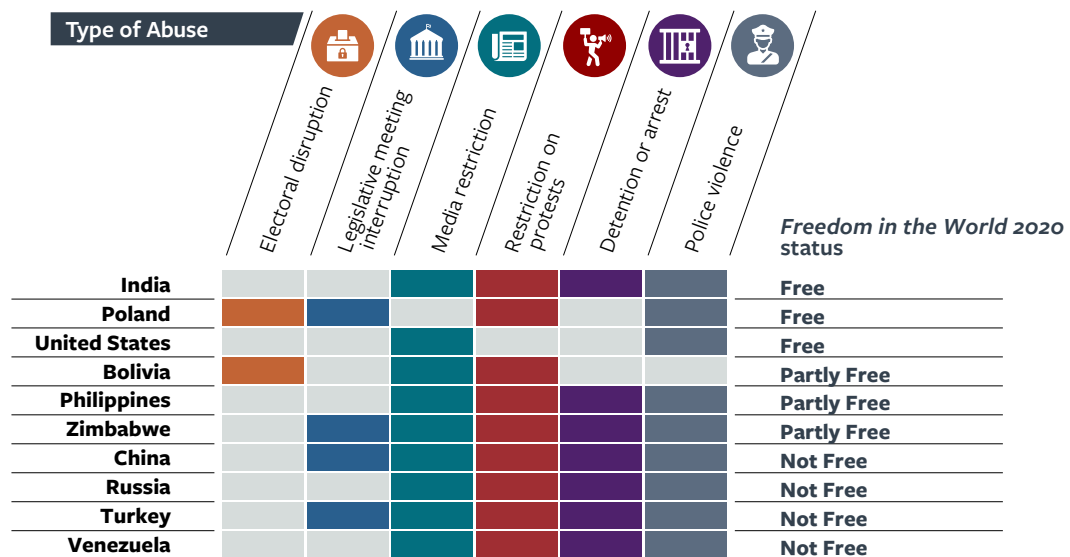 Type of Abuse
Electoral disruption
Legislative meeting
interruption
Media restriction
Restriction on
protests
Detention or arrest
Police violence
Freedom in the World 2020
status
India Free
Poland Free
United States Free
Bolivia Partly Free
Philippines Partly Free
Zimbabwe Partly Free
China Not Free
Russia Not Free
Turkey Not Free
Venezuela Not Free